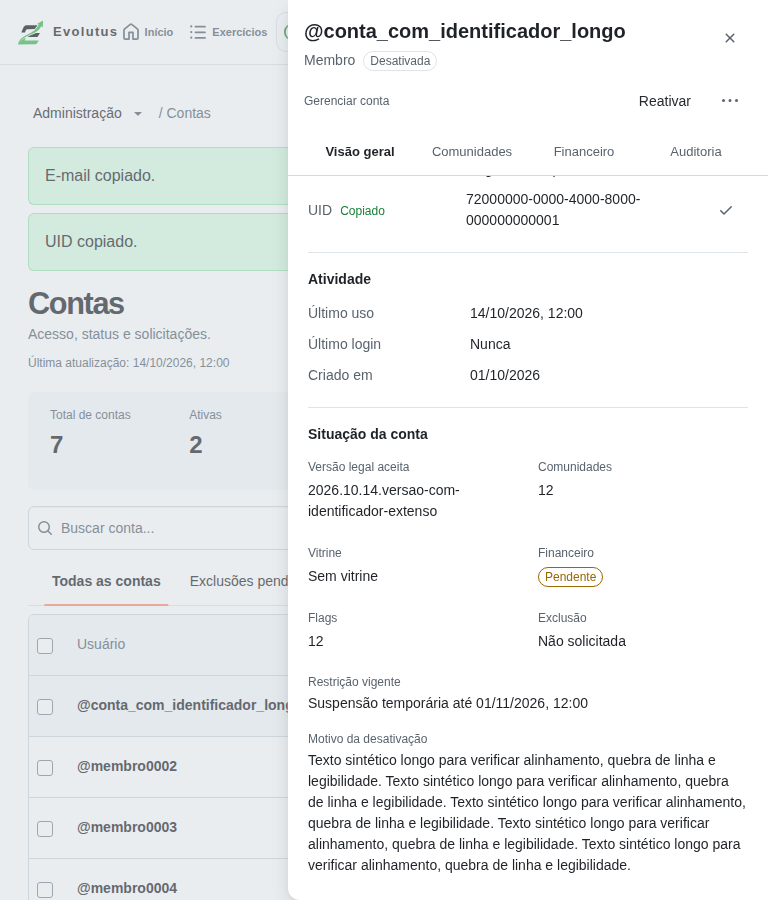 Evolutus
Início
Exercícios
Administração
/ Contas
E-mail copiado.
UID copiado.
Contas
Acesso, status e solicitações.
Última atualização: 14/10/2026, 12:00
Total de contas
Ativas
7
2
Buscar conta...
Todas as contas
Exclusões pend
Usuário
@conta_com_identificador_long
@membro0002
@membro0003
@membro0004
@conta_com_identificador_longo
Membro
Desativada
Gerenciar conta
Reativar
Visão geral
Comunidades
Financeiro
Auditoria
UID
Copiado
72000000-0000-4000-8000-
000000000001
Atividade
Último uso
14/10/2026, 12:00
Último login
Nunca
Criado em
01/10/2026
Situação da conta
Versão legal aceita
Comunidades
2026.10.14.versao-com-
identificador-extenso
12
Vitrine
Financeiro
Sem vitrine
Pendente
Flags
Exclusão
12
Não solicitada
Restrição vigente
Suspensão temporária até 01/11/2026, 12:00
Motivo da desativação
Texto sintético longo para verificar alinhamento, quebra de linha e
legibilidade. Texto sintético longo para verificar alinhamento, quebra
de linha e legibilidade. Texto sintético longo para verificar alinhamento,
quebra de linha e legibilidade. Texto sintético longo para verificar
alinhamento, quebra de linha e legibilidade. Texto sintético longo para
verificar alinhamento, quebra de linha e legibilidade.